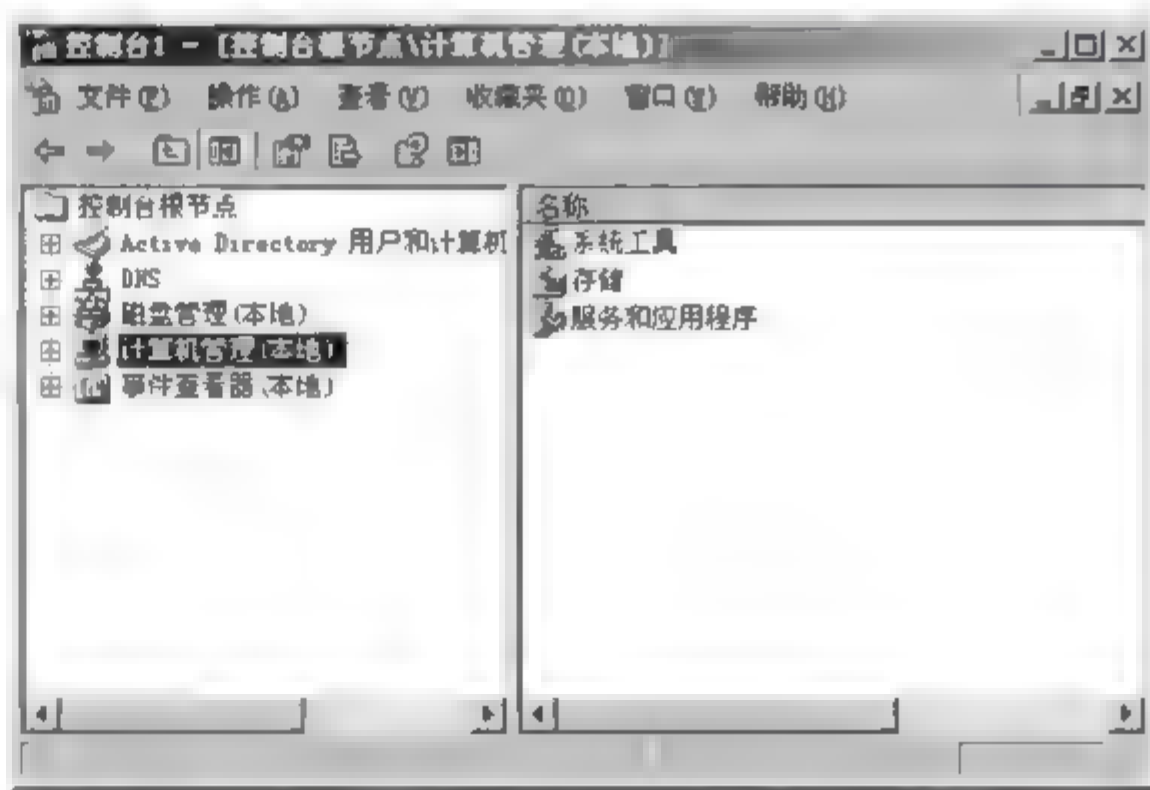 控制台1 - [控制台根节点\计算机管理(本地)]
文件(F) 操作(A) 查看(V) 收藏夹(O) 窗口(W) 帮助(H)
控制台根节点
Active Directory 用户和计算机
DNS
磁盘管理(本地)
计算机管理(本地)
事件查看器(本地)
名称
系统工具
存储
服务和应用程序